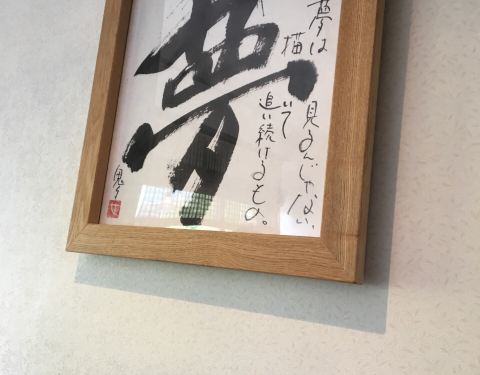 夢
夢は見るんじゃない、
描いて
追い続けるもの。